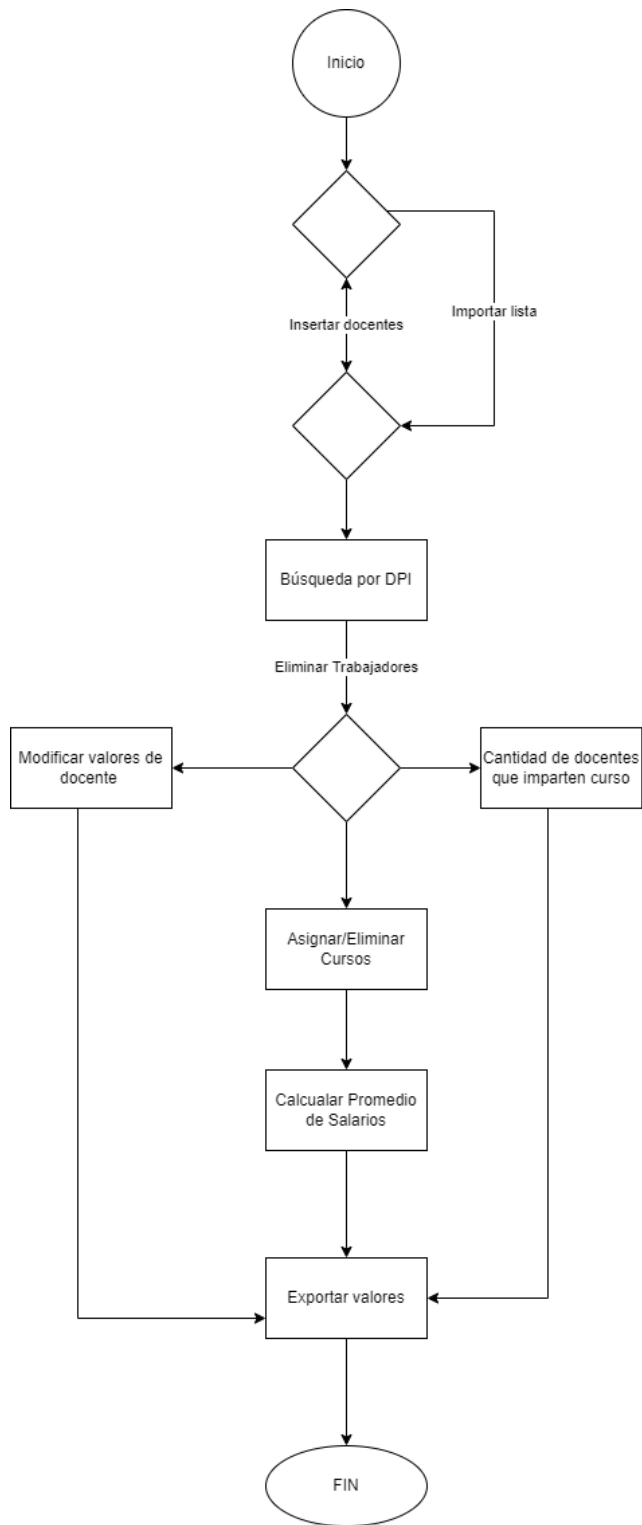 Inicio
Insertar docentes
Importar lista
Búsqueda por DPI
Eliminar Trabajadores
Modificar valores de
docente
Cantidad de docentes
que imparten curso
Asignar/Eliminar
Cursos
Calcualar Promedio
de Salarios
Exportar valores
FIN